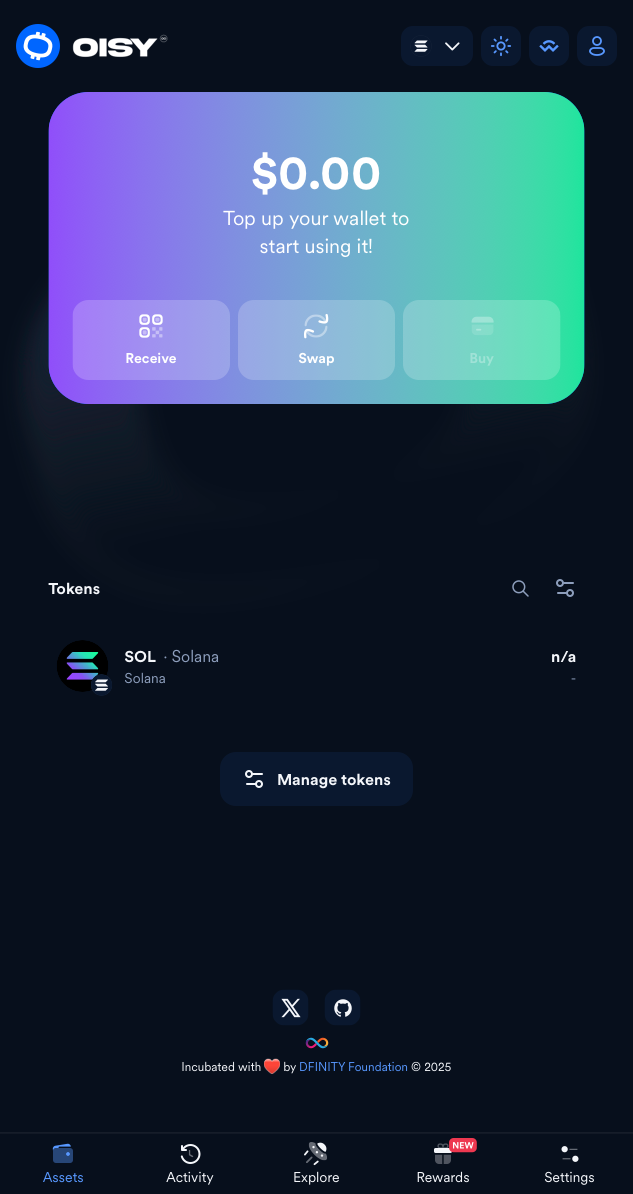 OISY
$0.00
Top up your wallet to
start using it!
Receive
Swap
Buy
Tokens
SOL · Solana
n/a
Solana
-
Manage tokens
Incubated with ❤️ by DFINITY Foundation © 2025
NEW
Assets
Activity
Explore
Rewards
Settings